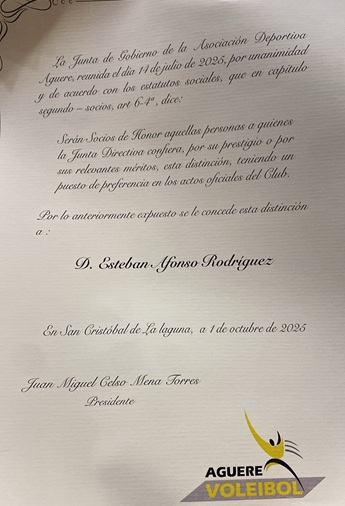 La Junta de Gobierno de la Asociación Deportiva
Aguere, reunida el día 14 de julio de 2025, por unanimidad
y de acuerdo con los estatutos sociales, que en capítulo
segundo – socios, art 6-4º, dice:
Serán Socios de Honor aquellas personas a quienes
la Junta Directiva confiera, por su prestigio o por
sus relevantes méritos, esta distinción, teniendo un
puesto de preferencia en los actos oficiales del Club.
Por lo anteriormente expuesto se le concede esta distinción
a :
D. Esteban Afonso Rodríguez
En San Cristóbal de La laguna, a 1 de octubre de 2025
Juan Miguel Celso Mena Torres
Presidente
AGUERE
VOLEIBOL